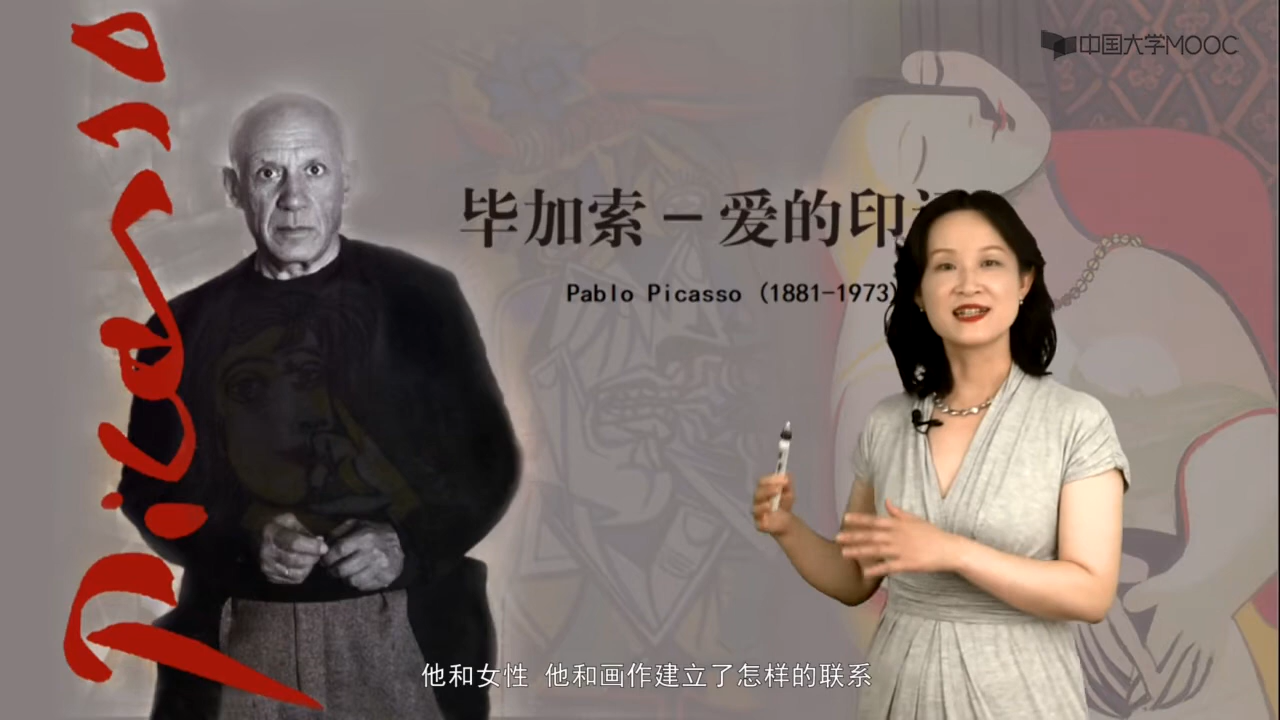 Picasso
中国大学MOOC
毕加索－爱的印
Pablo Picasso (1881-1973)
他和女性 他和画作建立了怎样的联系